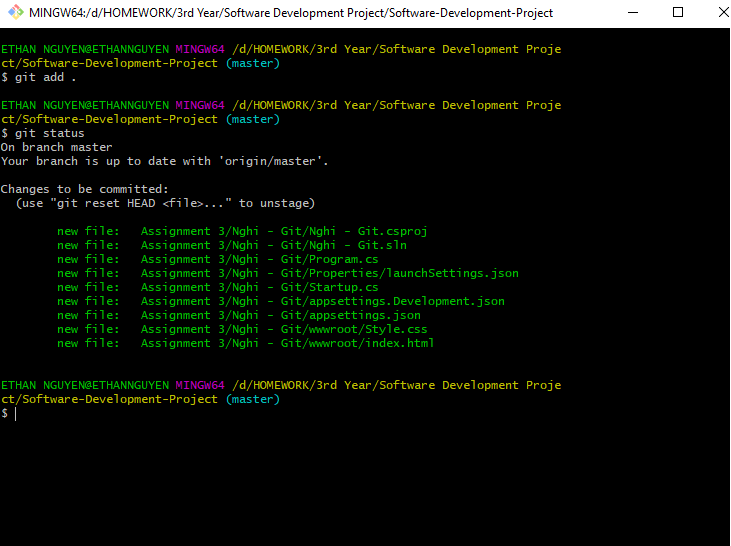 MINGW64:/d/HOMEWORK/3rd Year/Software Development Project/Software-Development-Project
ETHAN NGUYEN@ETHANNGUYEN MINGW64 /d/HOMEWORK/3rd Year/Software Development Proje
ct/Software-Development-Project (master)
$ git add .
ETHAN NGUYEN@ETHANNGUYEN MINGW64 /d/HOMEWORK/3rd Year/Software Development Proje
ct/Software-Development-Project (master)
$ git status
On branch master
Your branch is up to date with 'origin/master'.
Changes to be committed:
(use "git reset HEAD <file>..." to unstage)
new file: Assignment 3/Nghi - Git/Nghi - Git.csproj
new file: Assignment 3/Nghi - Git/Nghi - Git.sln
new file: Assignment 3/Nghi - Git/Program.cs
new file: Assignment 3/Nghi - Git/Properties/launchSettings.json
new file: Assignment 3/Nghi - Git/Startup.cs
new file: Assignment 3/Nghi - Git/appsettings.Development.json
new file: Assignment 3/Nghi - Git/appsettings.json
new file: Assignment 3/Nghi - Git/wwwroot/Style.css
new file: Assignment 3/Nghi - Git/wwwroot/index.html
ETHAN NGUYEN@ETHANNGUYEN MINGW64 /d/HOMEWORK/3rd Year/Software Development Proje
ct/Software-Development-Project (master)
$